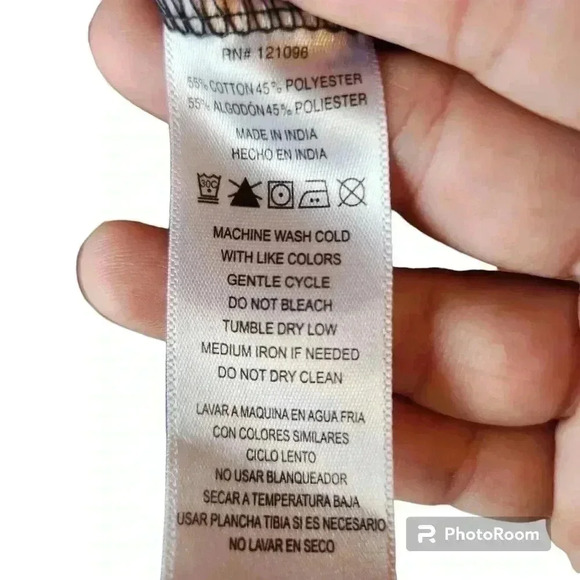 RN# 121096
55% COTTON 45% POLYESTER
55% ALGODÓN 45% POLIESTER
MADE IN INDIA
HECHO EN INDIA
30C
MACHINE WASH COLD
WITH LIKE COLORS
GENTLE CYCLE
DO NOT BLEACH
TUMBLE DRY LOW
MEDIUM IRON IF NEEDED
DO NOT DRY CLEAN
LAVAR A MAQUINA EN AGUA FRIA
CON COLORES SIMILARES
CICLO LENTO
NO USAR BLANQUEADOR
SECAR A TEMPERATURA BAJA
USAR PLANCHA TIBIA SI ES NECESARIO
NO LAVAR EN SECO
PhotoRoom